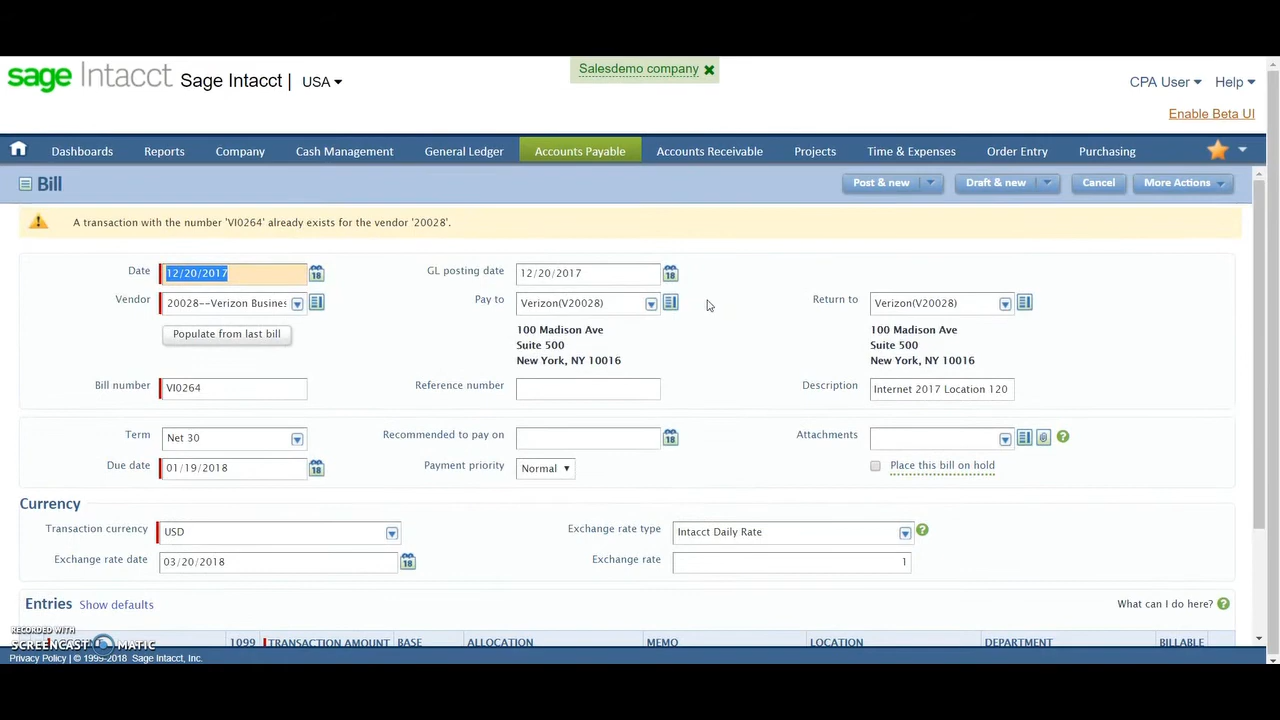 sage Intacct Sage Intacct | USA
Salesdemo company
CPA User Help
Enable Beta UI
Dashboards Reports Company Cash Management General Ledger Accounts Payable Accounts Receivable Projects Time & Expenses Order Entry Purchasing
Bill
Post & new Draft & new Cancel More Actions
A transaction with the number 'VI0264' already exists for the vendor '20028'.
Date 12/20/2017 18 GL posting date 12/20/2017 18
Vendor 20028--Verizon Busines Pay to Verizon(V20028) Return to Verizon(V20028)
Populate from last bill 100 Madison Ave 100 Madison Ave
Suite 500 Suite 500
New York, NY 10016 New York, NY 10016
Bill number VI0264 Reference number Description Internet 2017 Location 120
Term Net 30 Recommended to pay on 18 Attachments
Due date 01/19/2018 18 Payment priority Normal Place this bill on hold
Currency
Transaction currency USD Exchange rate type Intacct Daily Rate
Exchange rate date 03/20/2018 18 Exchange rate 1
Entries Show defaults What can I do here?
RECORDED WITH
1099 TRANSACTION AMOUNT BASE ALLOCATION MEMO LOCATION DEPARTMENT BILLABLE
SCREENCAST MATIC
Privacy Policy | © 1999-2018 Sage Intacct, Inc.